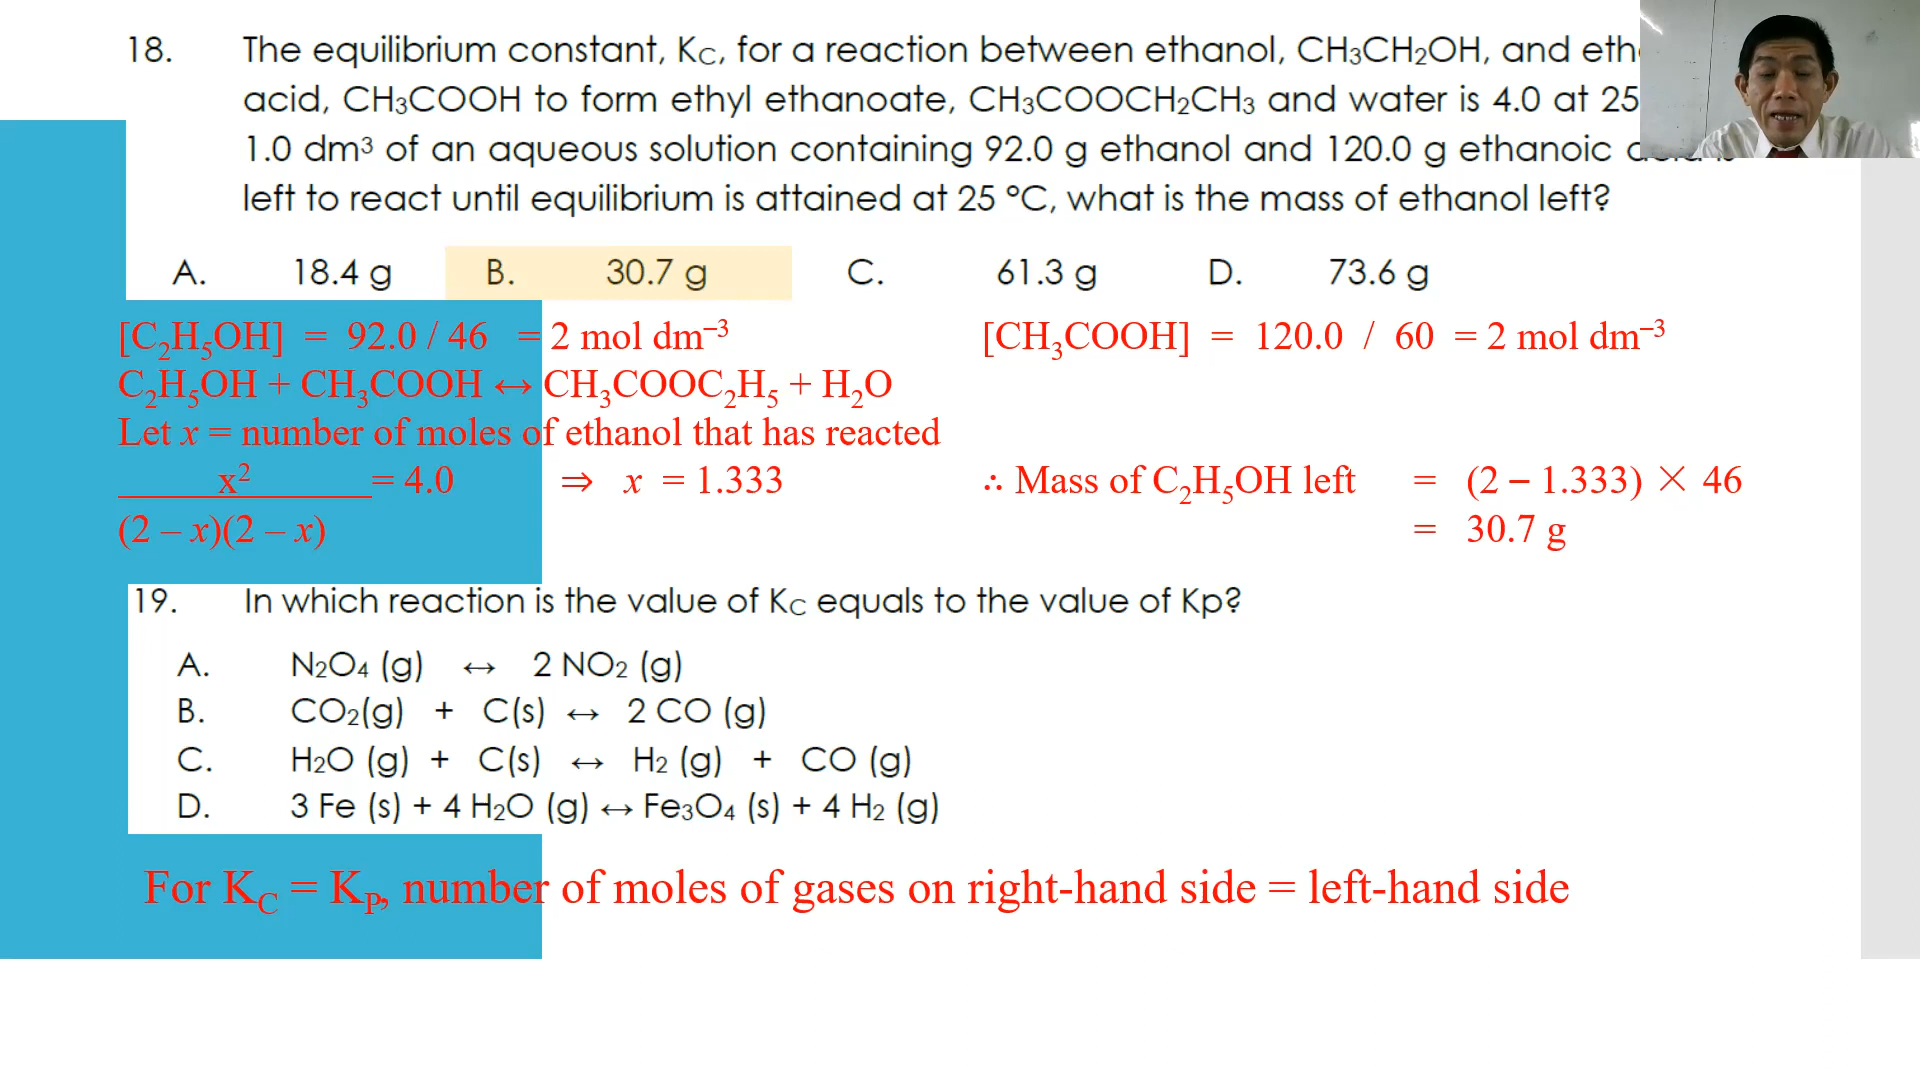 18. The equilibrium constant, KC, for a reaction between ethanol, CH3CH2OH, and
acid, CH3COOH to form ethyl ethanoate, CH3COOCH2CH3 and water is 4.0 at 25
1.0 dm³ of an aqueous solution containing 92.0 g ethanol and 120.0 g ethanoic
left to react until equilibrium is attained at 25 °C, what is the mass of ethanol left?
A. 18.4 g B. 30.7 g C. 61.3 g D. 73.6 g
[C₂H₅OH] = 92.0 / 46 = 2 mol dm⁻³ [CH₃COOH] = 120.0 / 60 = 2 mol dm⁻³
C₂H₅OH + CH₃COOH ↔ CH₃COOC₂H₅ + H₂O
Let x = number of moles of ethanol that has reacted
x² = 4.0 ⇒ x = 1.333 ∴ Mass of C₂H₅OH left = (2 – 1.333) × 46
(2 – x)(2 – x) = 30.7 g
19. In which reaction is the value of KC equals to the value of Kp?
A. N2O4 (g) ↔ 2 NO2 (g)
B. CO2(g) + C(s) ↔ 2 CO (g)
C. H2O (g) + C(s) ↔ H2 (g) + CO (g)
D. 3 Fe (s) + 4 H2O (g) ↔ Fe3O4 (s) + 4 H2 (g)
For KC = KP, number of moles of gases on right-hand side = left-hand side